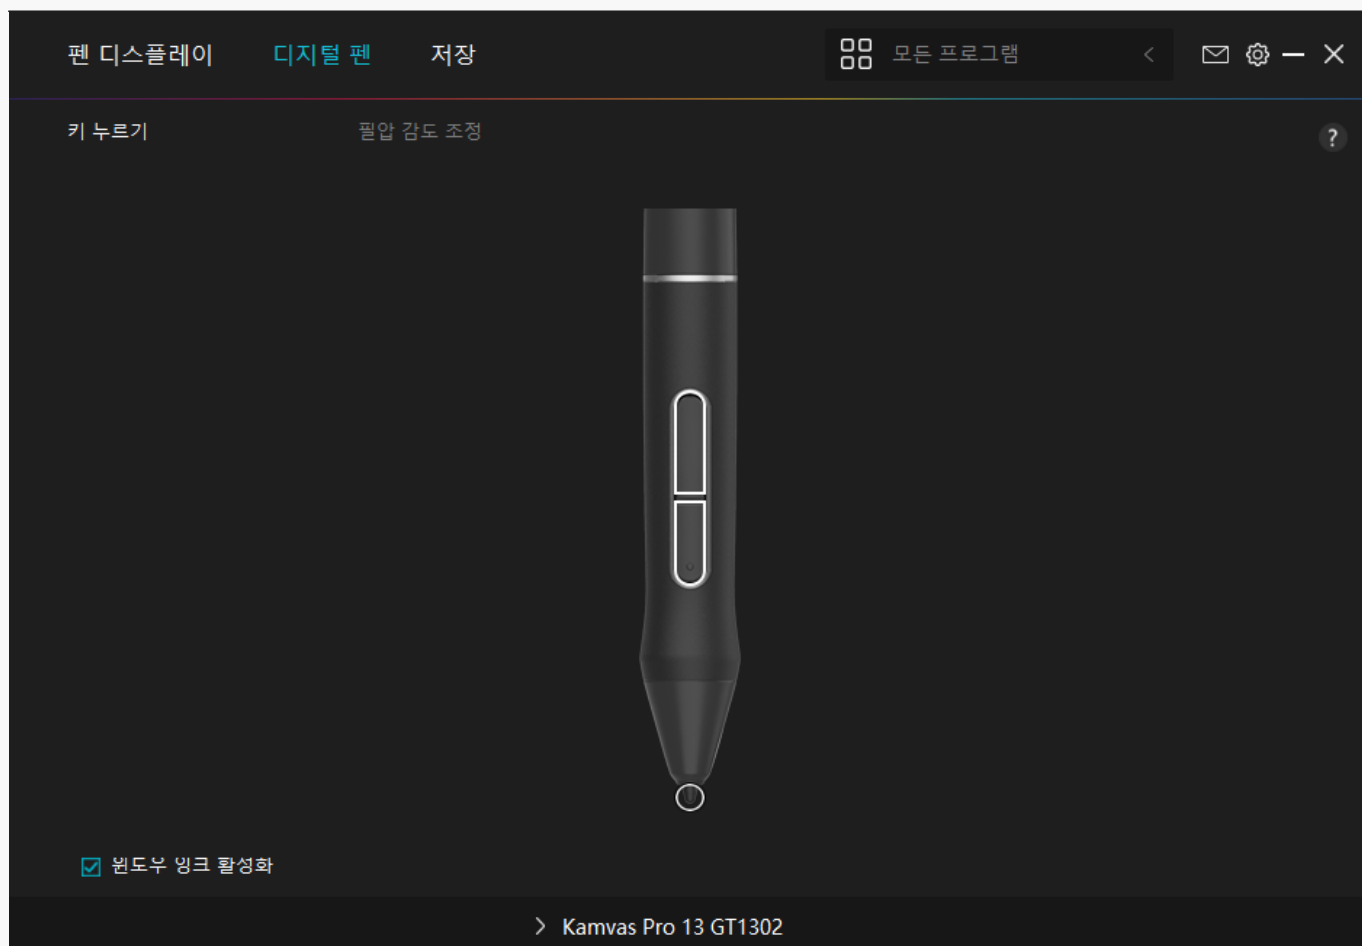 펜 디스플레이 디지털 펜 저장 모든 프로그램
키 누르기 필압 감도 조정 ?
윈도우 잉크 활성화
Kamvas Pro 13 GT1302